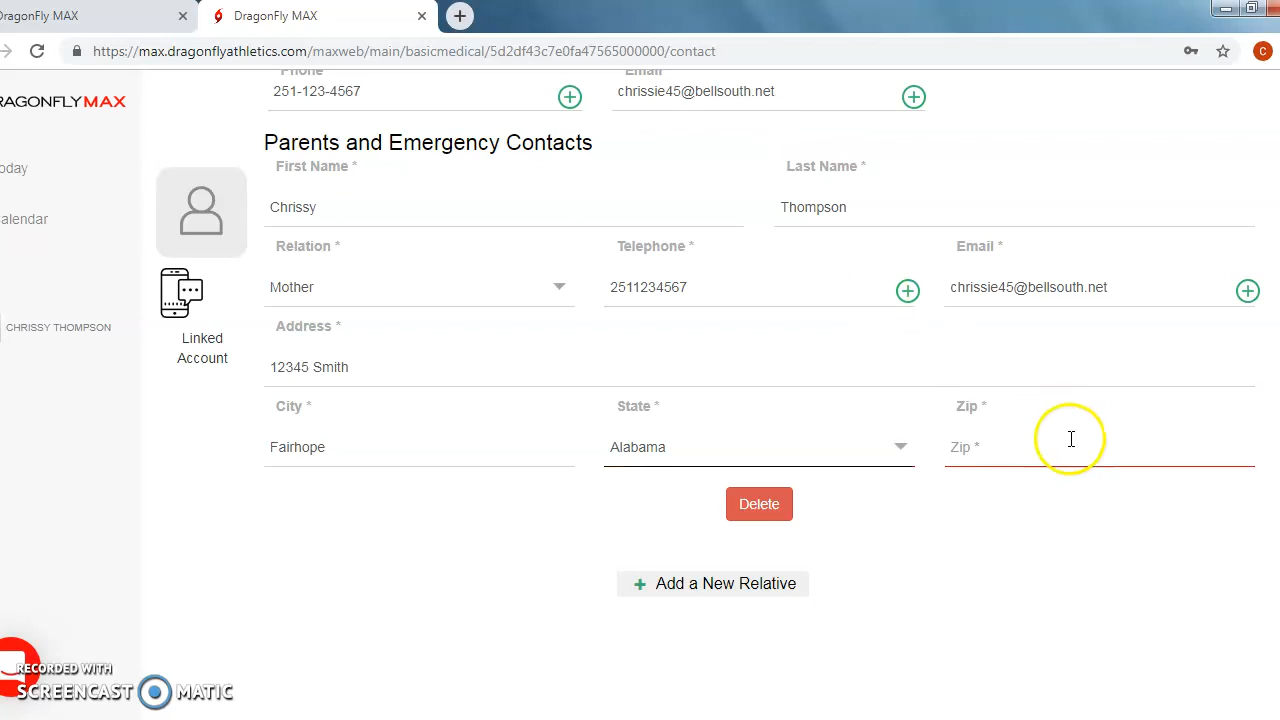 DragonFly MAX
DragonFly MAX
https://max.dragonflyathletics.com/maxweb/main/basicmedical/5d2df43c7e0fa47565000000/contact
C
RAGONFLYMAX
Phone
Email
251-123-4567
chrissie45@bellsouth.net
Parents and Emergency Contacts
First Name *
Last Name *
oday
Chrissy
Thompson
alendar
Relation *
Telephone *
Email *
Mother
2511234567
chrissie45@bellsouth.net
CHRISSY THOMPSON
Linked
Account
Address *
12345 Smith
City *
State *
Zip *
Fairhope
Alabama
Zip *
Delete
+ Add a New Relative
RECORDED WITH
SCREENCAST MATIC